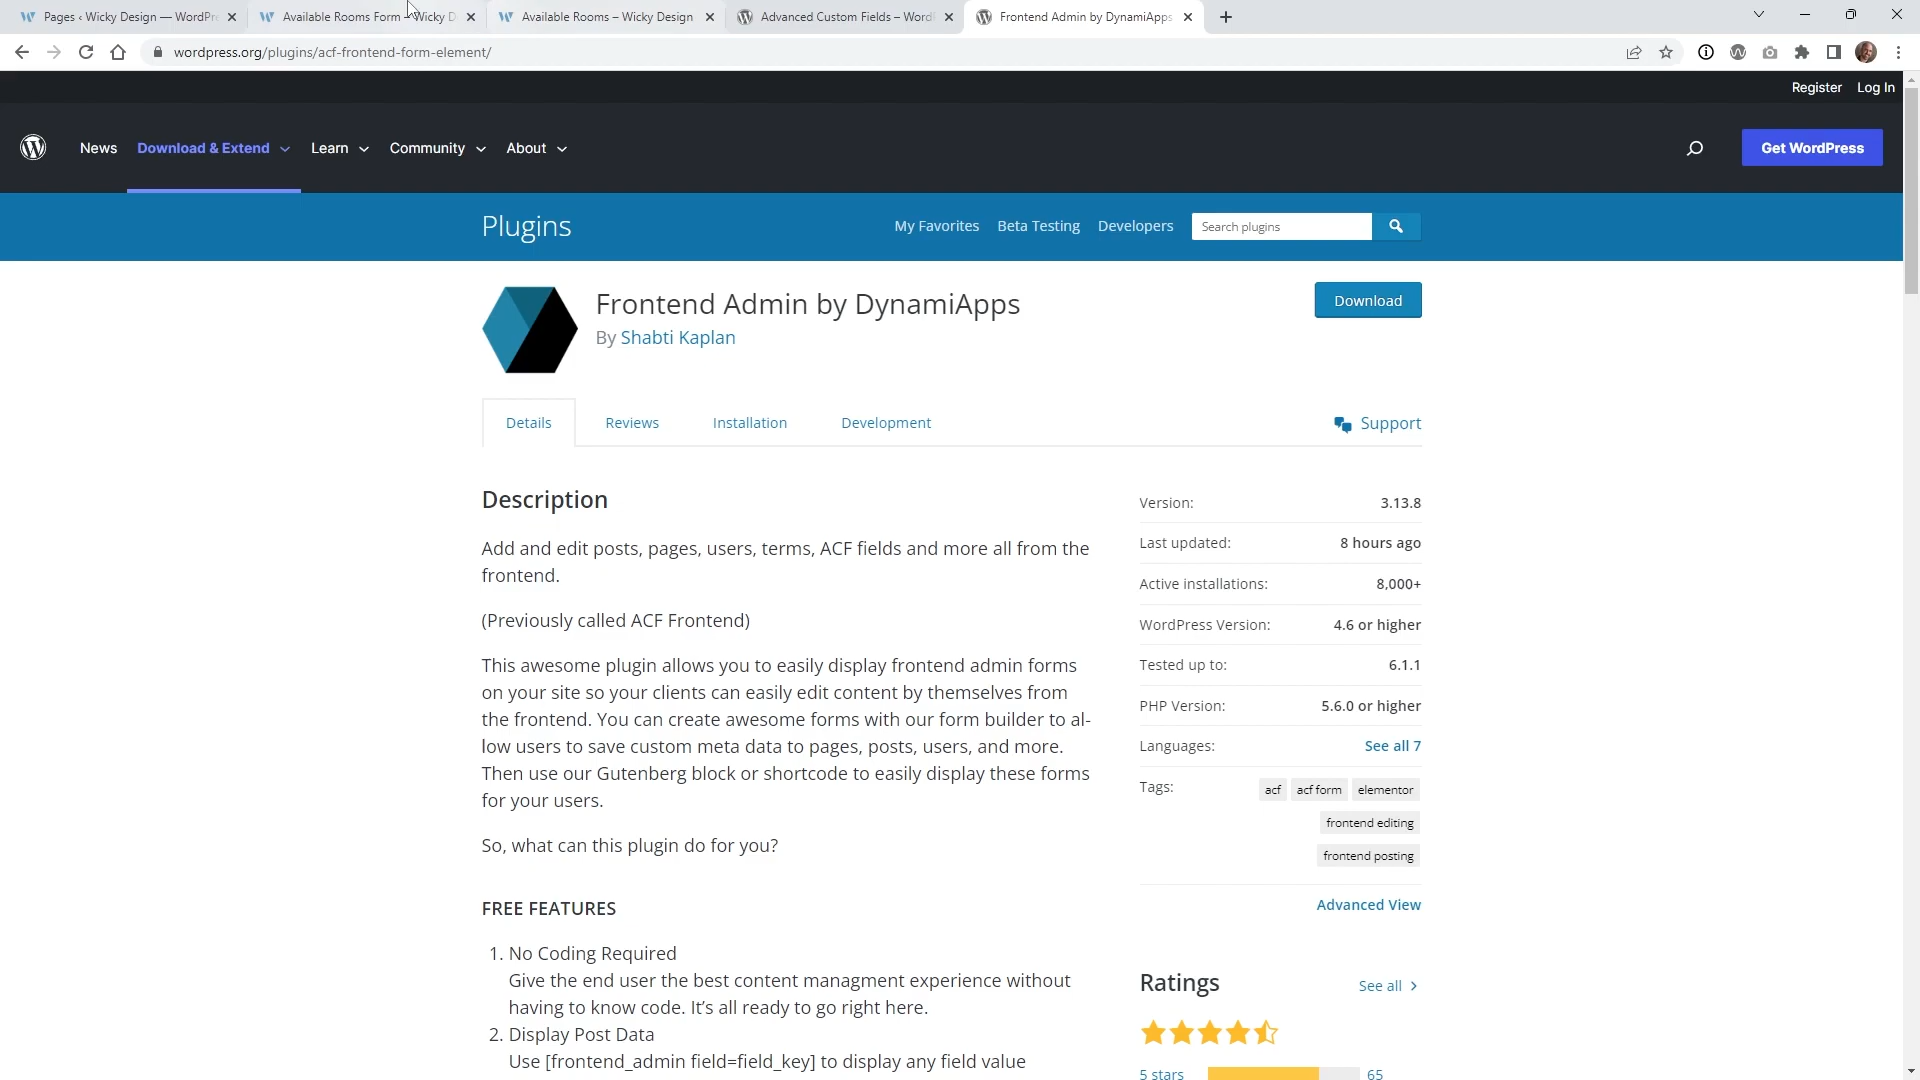 Pages ‹ Wicky Design — WordPr
Available Rooms Form – Wicky D
Available Rooms – Wicky Design
Advanced Custom Fields – Word
Frontend Admin by DynamiApps
wordpress.org/plugins/acf-frontend-form-element/
Register Log In
News Download & Extend Learn Community About
Get WordPress
Plugins
My Favorites Beta Testing Developers Search plugins
Frontend Admin by DynamiApps
By Shabti Kaplan
Download
Details Reviews Installation Development
Support
Description
Add and edit posts, pages, users, terms, ACF fields and more all from the
frontend.
(Previously called ACF Frontend)
This awesome plugin allows you to easily display frontend admin forms
on your site so your clients can easily edit content by themselves from
the frontend. You can create awesome forms with our form builder to al-
low users to save custom meta data to pages, posts, users, and more.
Then use our Gutenberg block or shortcode to easily display these forms
for your users.
So, what can this plugin do for you?
FREE FEATURES
1. No Coding Required
Give the end user the best content managment experience without
having to know code. It’s all ready to go right here.
2. Display Post Data
Use [frontend_admin field=field_key] to display any field value
Version: 3.13.8
Last updated: 8 hours ago
Active installations: 8,000+
WordPress Version: 4.6 or higher
Tested up to: 6.1.1
PHP Version: 5.6.0 or higher
Languages: See all 7
Tags: acf acf form elementor
frontend editing
frontend posting
Advanced View
Ratings
See all
5 stars 65